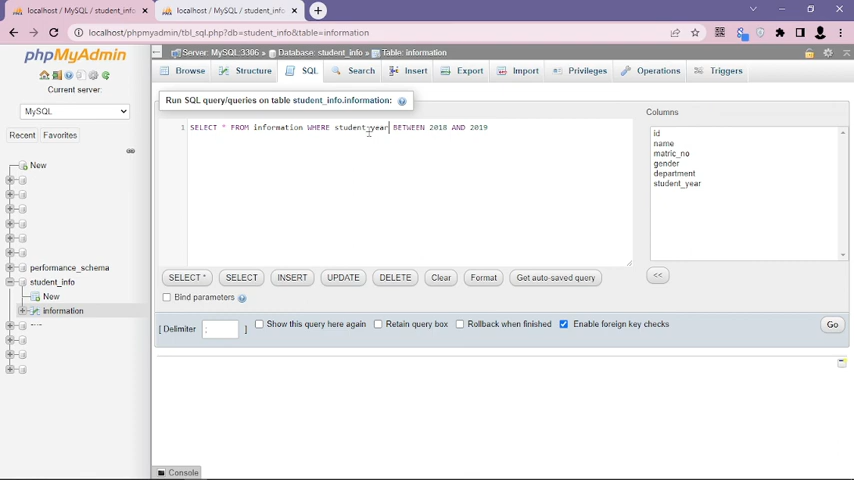 localhost / MySQL / student_info
localhost / MySQL / student_info
localhost/phpmyadmin/tbl_sql.php?db=student_info&table=information
phpMyAdmin
Current server:
MySQL
Recent
Favorites
New
performance_schema
student_info
New
information
Server: MySQL:3306 » Database: student_info » Table: information
Browse
Structure
SQL
Search
Insert
Export
Import
Privileges
Operations
Triggers
Run SQL query/queries on table student_info.information:
1 SELECT * FROM information WHERE student_year BETWEEN 2018 AND 2019
Columns
id
name
matric_no
gender
department
student_year
SELECT *
SELECT
INSERT
UPDATE
DELETE
Clear
Format
Get auto-saved query
<<
Bind parameters
[ Delimiter ; ]
Show this query here again
Retain query box
Rollback when finished
Enable foreign key checks
Go
Console